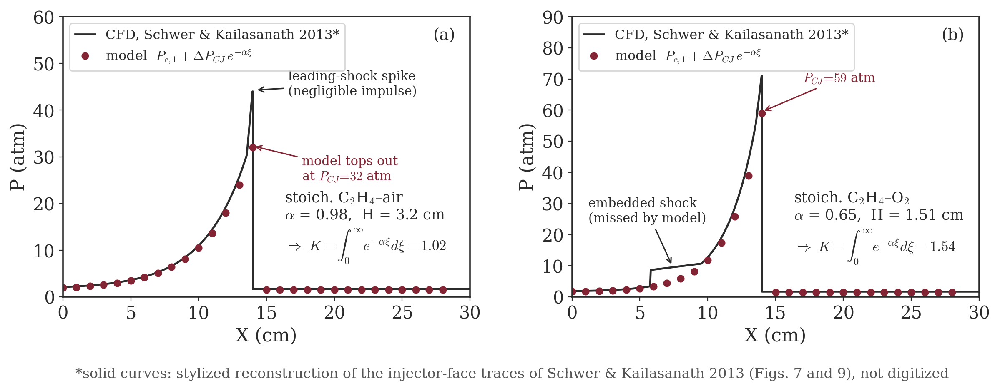 60
50
40
30
20
10
0
P (atm)
CFD, Schwer & Kailasanath 2013*
model P_{c,1} + ΔP_{CJ} e^{−αξ}
(a)
leading-shock spike
(negligible impulse)
model tops out
at P_{CJ}=32 atm
stoich. C₂H₄–air
α = 0.98, H = 3.2 cm
⇒ K = ∫₀^∞ e^{−αξ} dξ = 1.02
0 5 10 15 20 25 30
X (cm)
90
80
70
60
50
40
30
20
10
0
P (atm)
CFD, Schwer & Kailasanath 2013*
model P_{c,1} + ΔP_{CJ} e^{−αξ}
(b)
P_{CJ}=59 atm
embedded shock
(missed by model)
stoich. C₂H₄–O₂
α = 0.65, H = 1.51 cm
⇒ K = ∫₀^∞ e^{−αξ} dξ = 1.54
0 5 10 15 20 25 30
X (cm)
*solid curves: stylized reconstruction of the injector-face traces of Schwer & Kailasanath 2013 (Figs. 7 and 9), not digitized